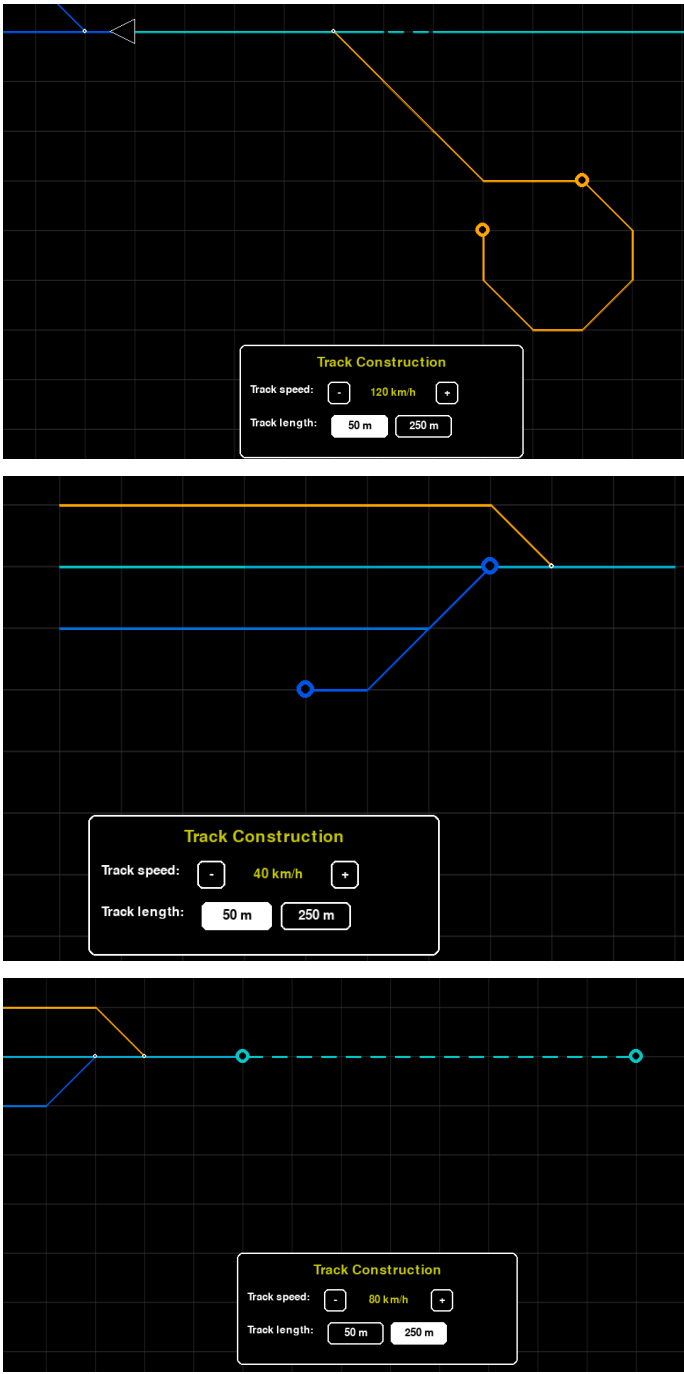 Track Construction
Track speed: - 120 km/h +
Track length: 50 m 250 m
Track Construction
Track speed: - 40 km/h +
Track length: 50 m 250 m
Track Construction
Track speed: - 80 km/h +
Track length: 50 m 250 m